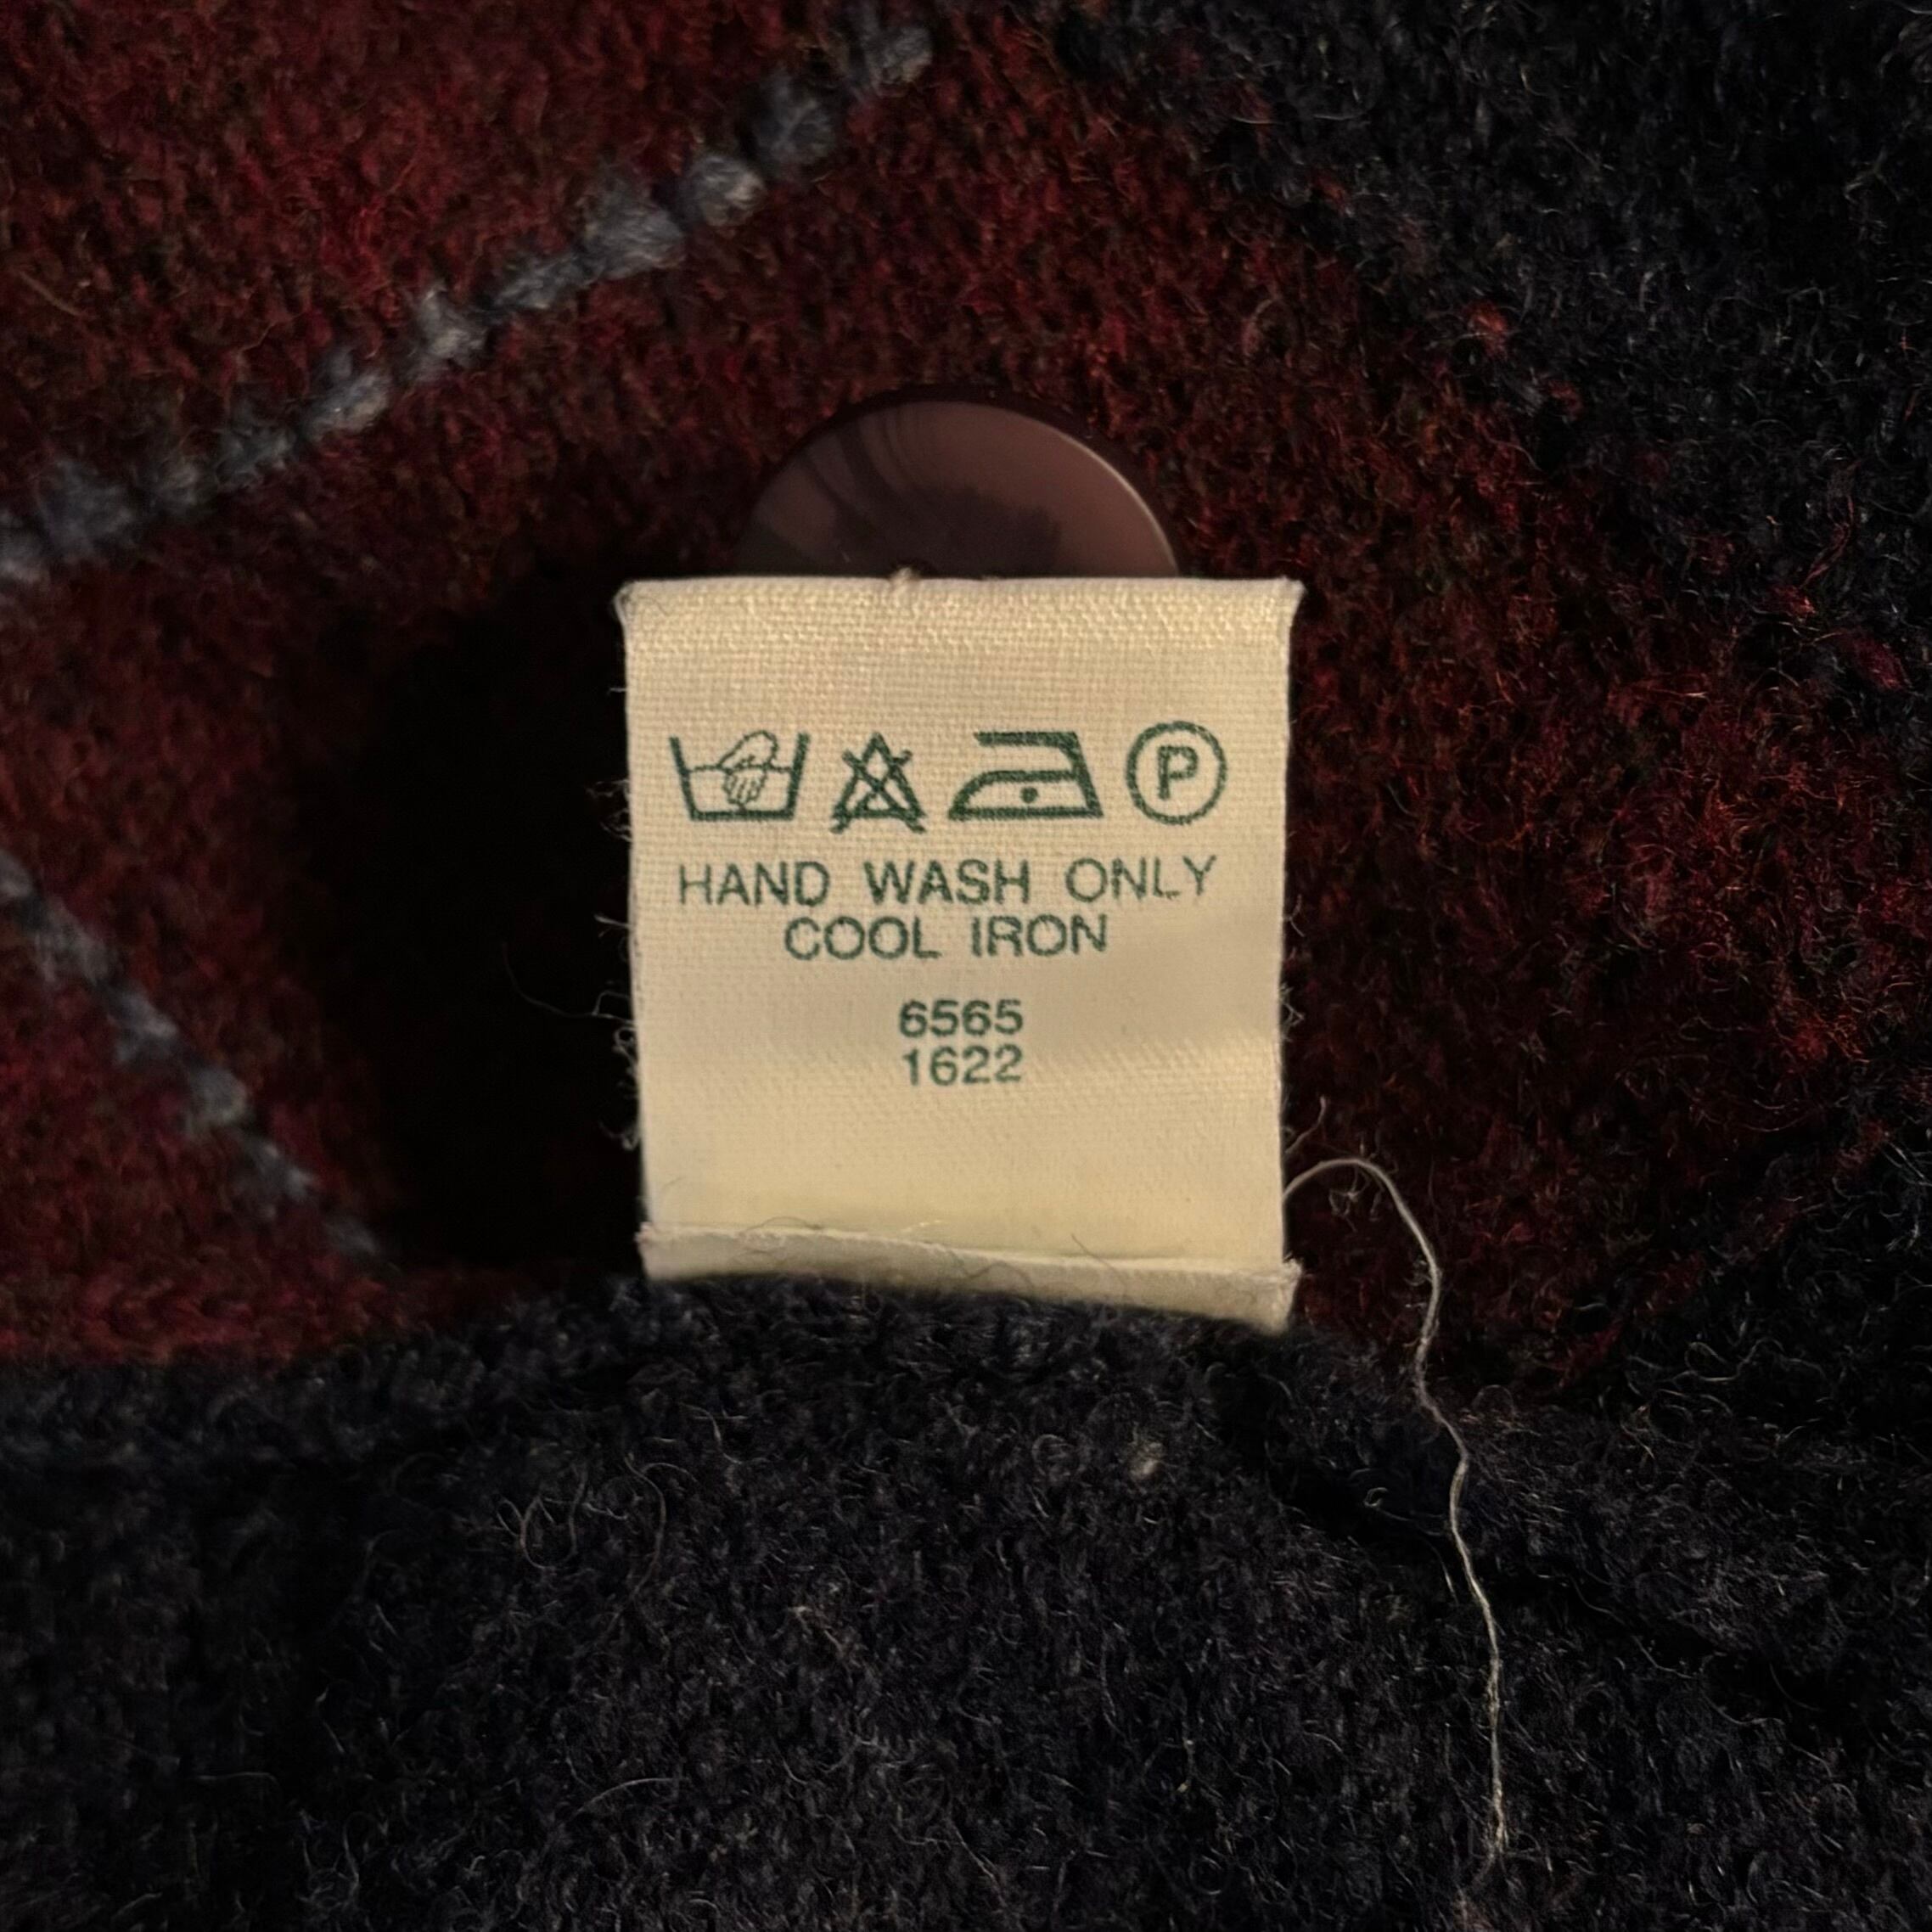 P
HAND WASH ONLY
COOL IRON
6565
1622